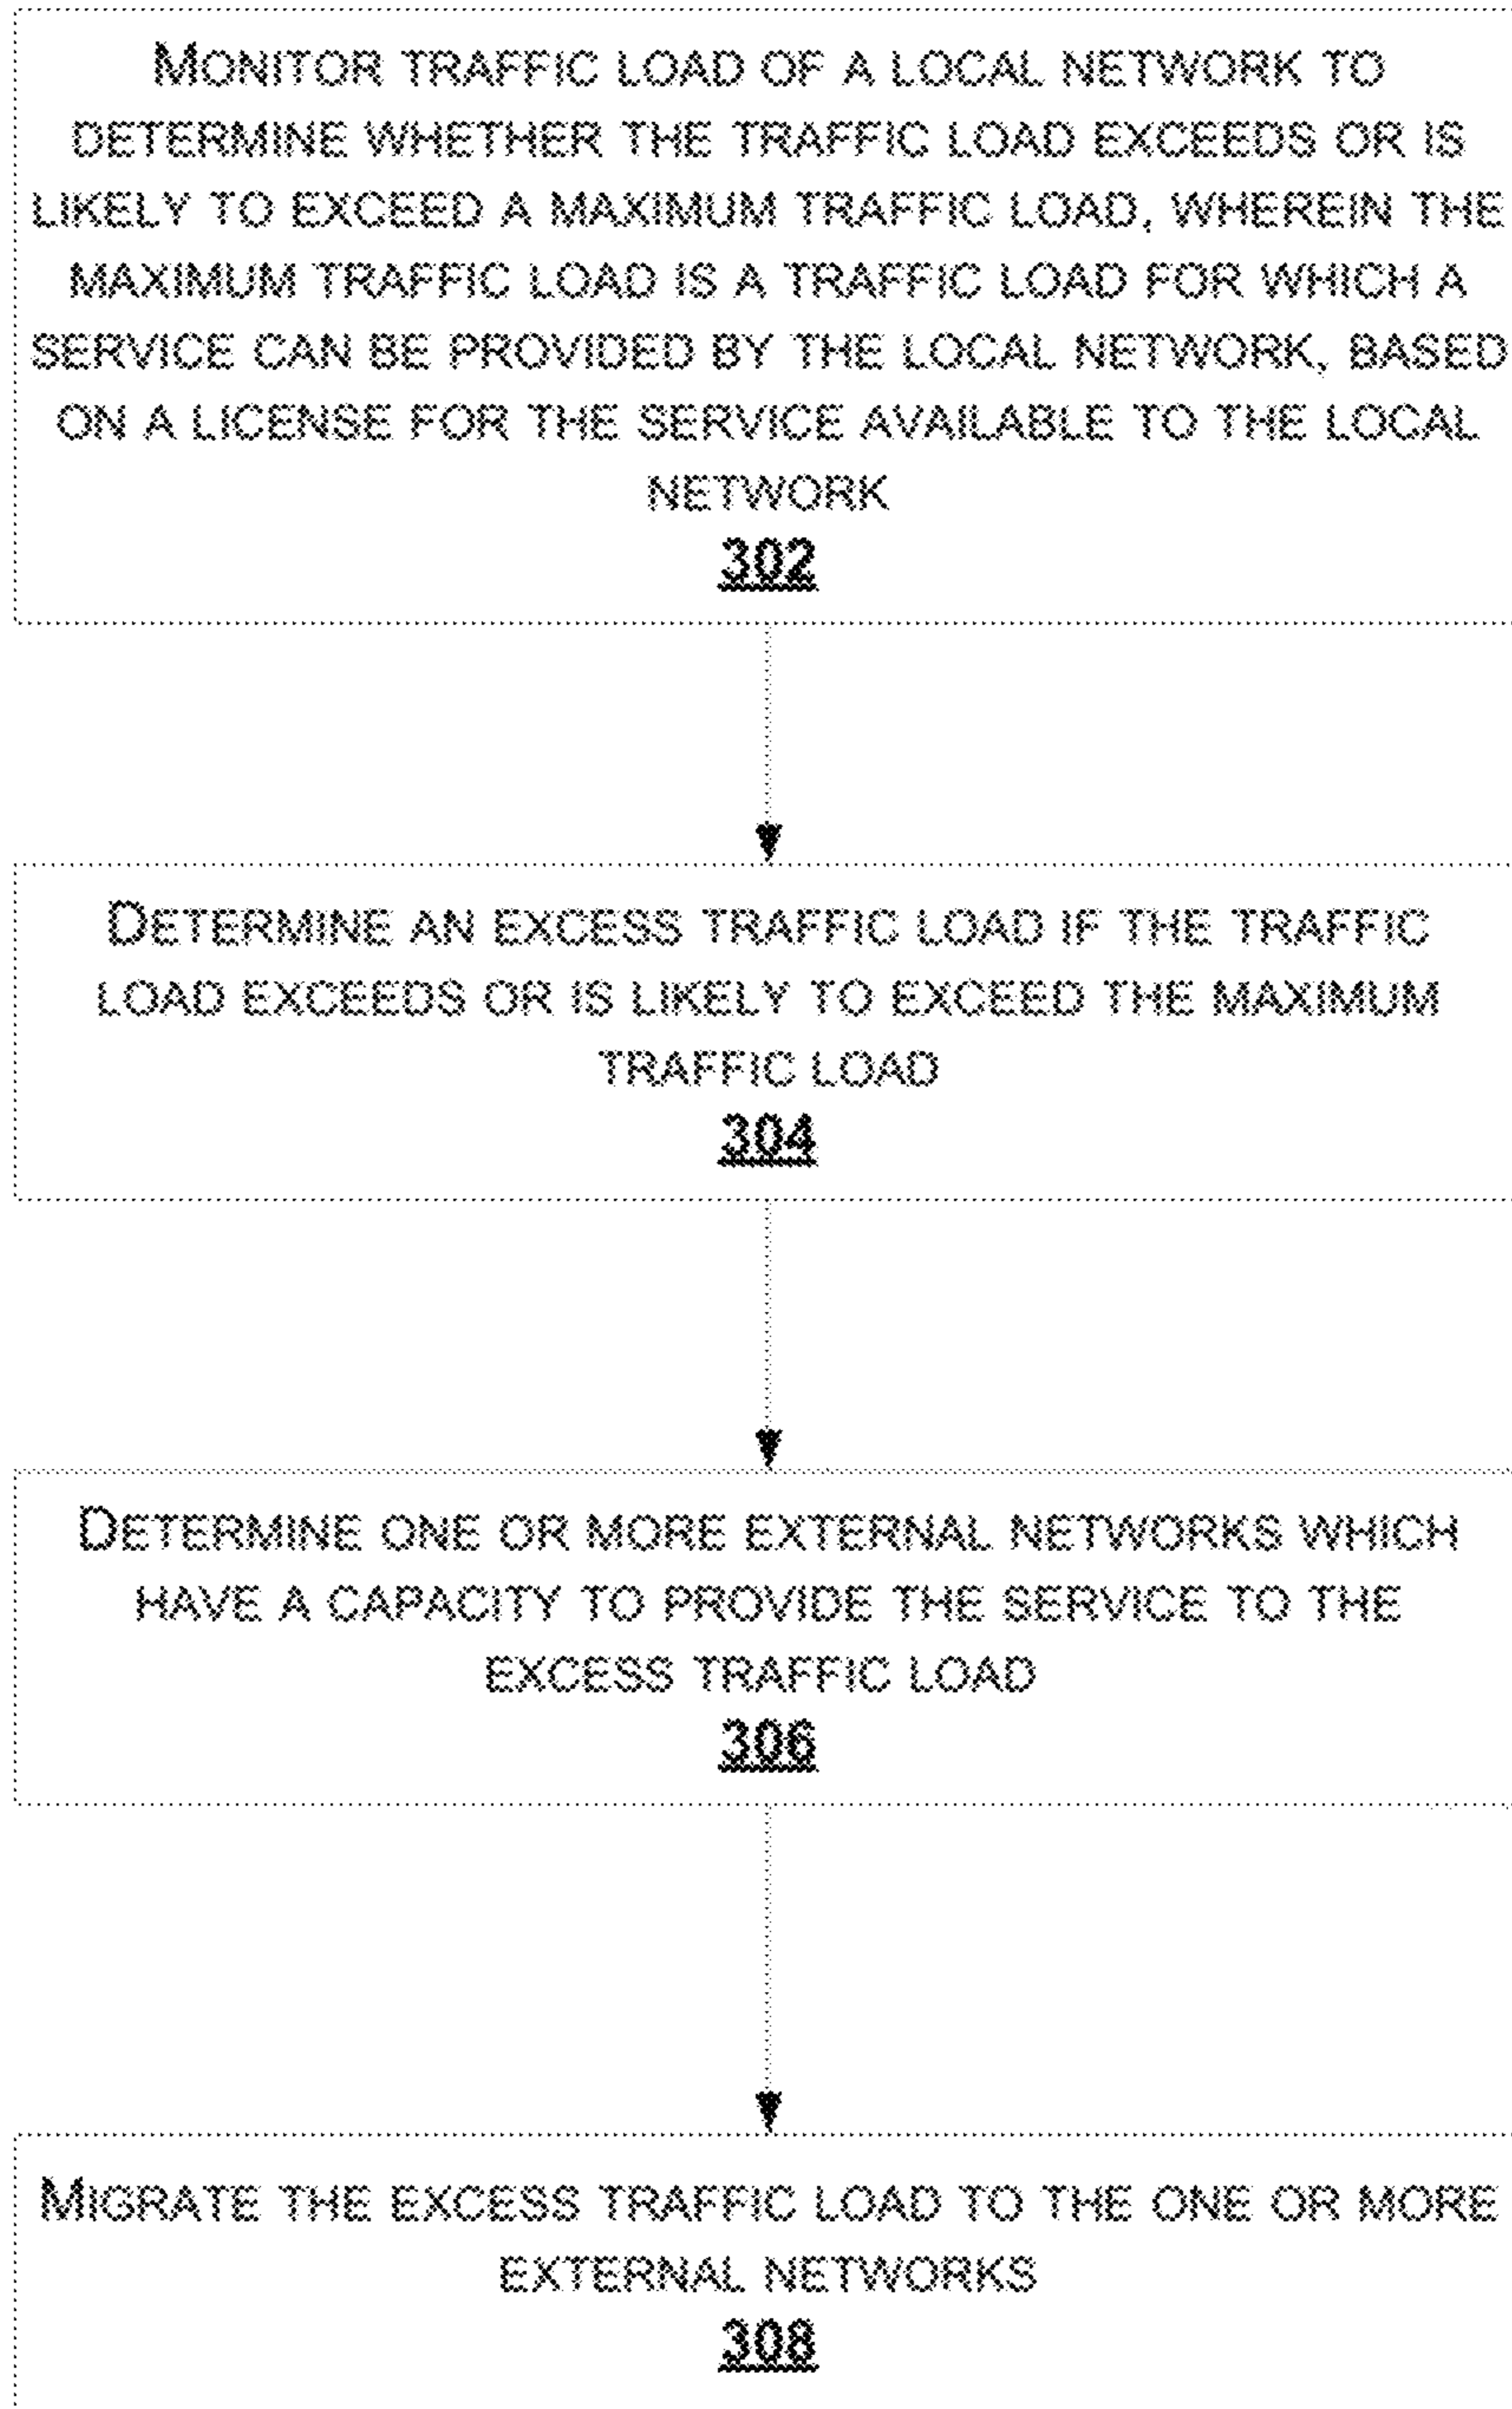 MONITOR TRAFFIC LOAD OF A LOCAL NETWORK TO
DETERMINE WHETHER THE TRAFFIC LOAD EXCEEDS OR IS
LIKELY TO EXCEED A MAXIMUM TRAFFIC LOAD, WHEREIN THE
MAXIMUM TRAFFIC LOAD IS A TRAFFIC LOAD FOR WHICH A
SERVICE CAN BE PROVIDED BY THE LOCAL NETWORK, BASED
ON A LICENSE FOR THE SERVICE AVAILABLE TO THE LOCAL
NETWORK
302
DETERMINE AN EXCESS TRAFFIC LOAD IF THE TRAFFIC
LOAD EXCEEDS OR IS LIKELY TO EXCEED THE MAXIMUM
TRAFFIC LOAD
304
DETERMINE ONE OR MORE EXTERNAL NETWORKS WHICH
HAVE A CAPACITY TO PROVIDE THE SERVICE TO THE
EXCESS TRAFFIC LOAD
306
MIGRATE THE EXCESS TRAFFIC LOAD TO THE ONE OR MORE
EXTERNAL NETWORKS
308